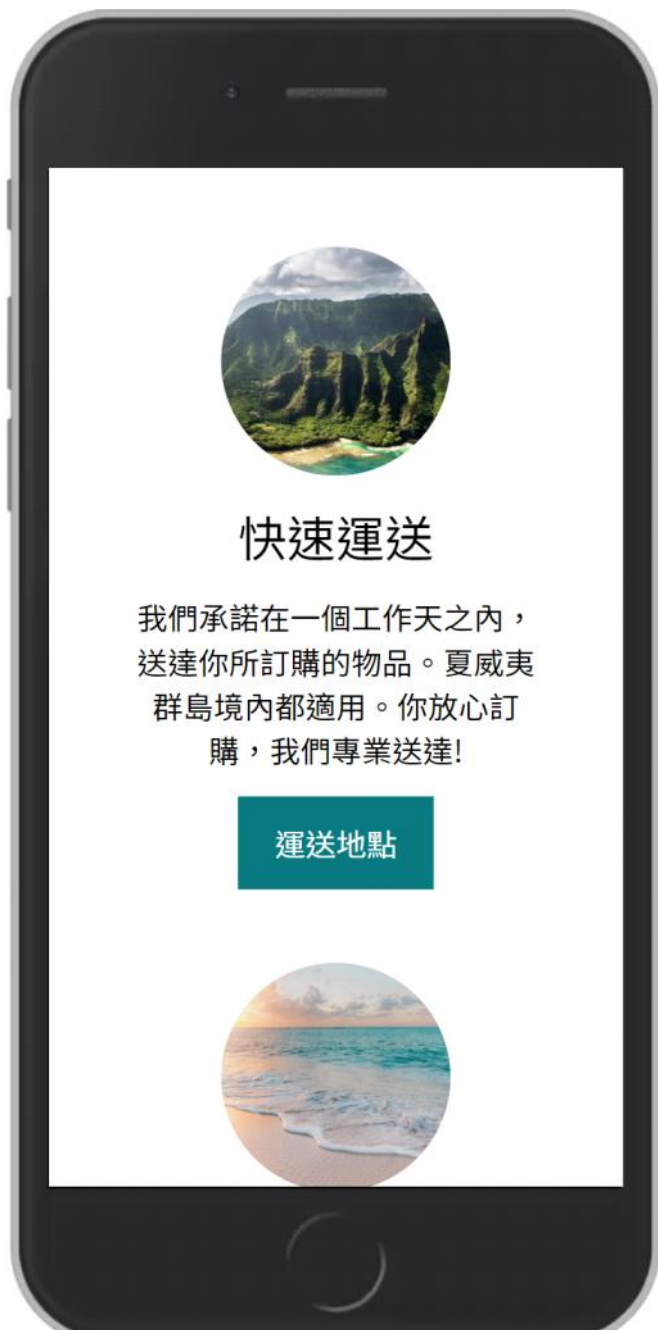 快速運送
我們承諾在一個工作天之內，
送達你所訂購的物品。夏威夷
群島境內都適用。你放心訂
購，我們專業送達!
運送地點